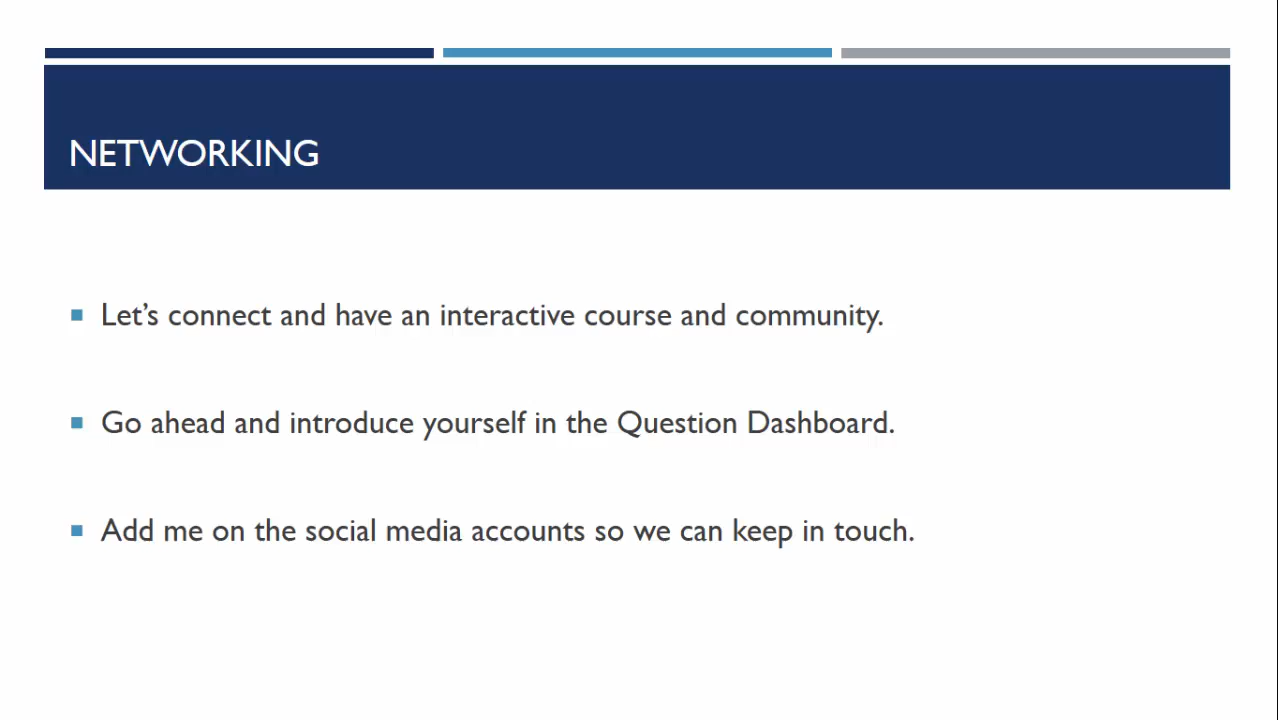 NETWORKING
Let’s connect and have an interactive course and community.
Go ahead and introduce yourself in the Question Dashboard.
Add me on the social media accounts so we can keep in touch.